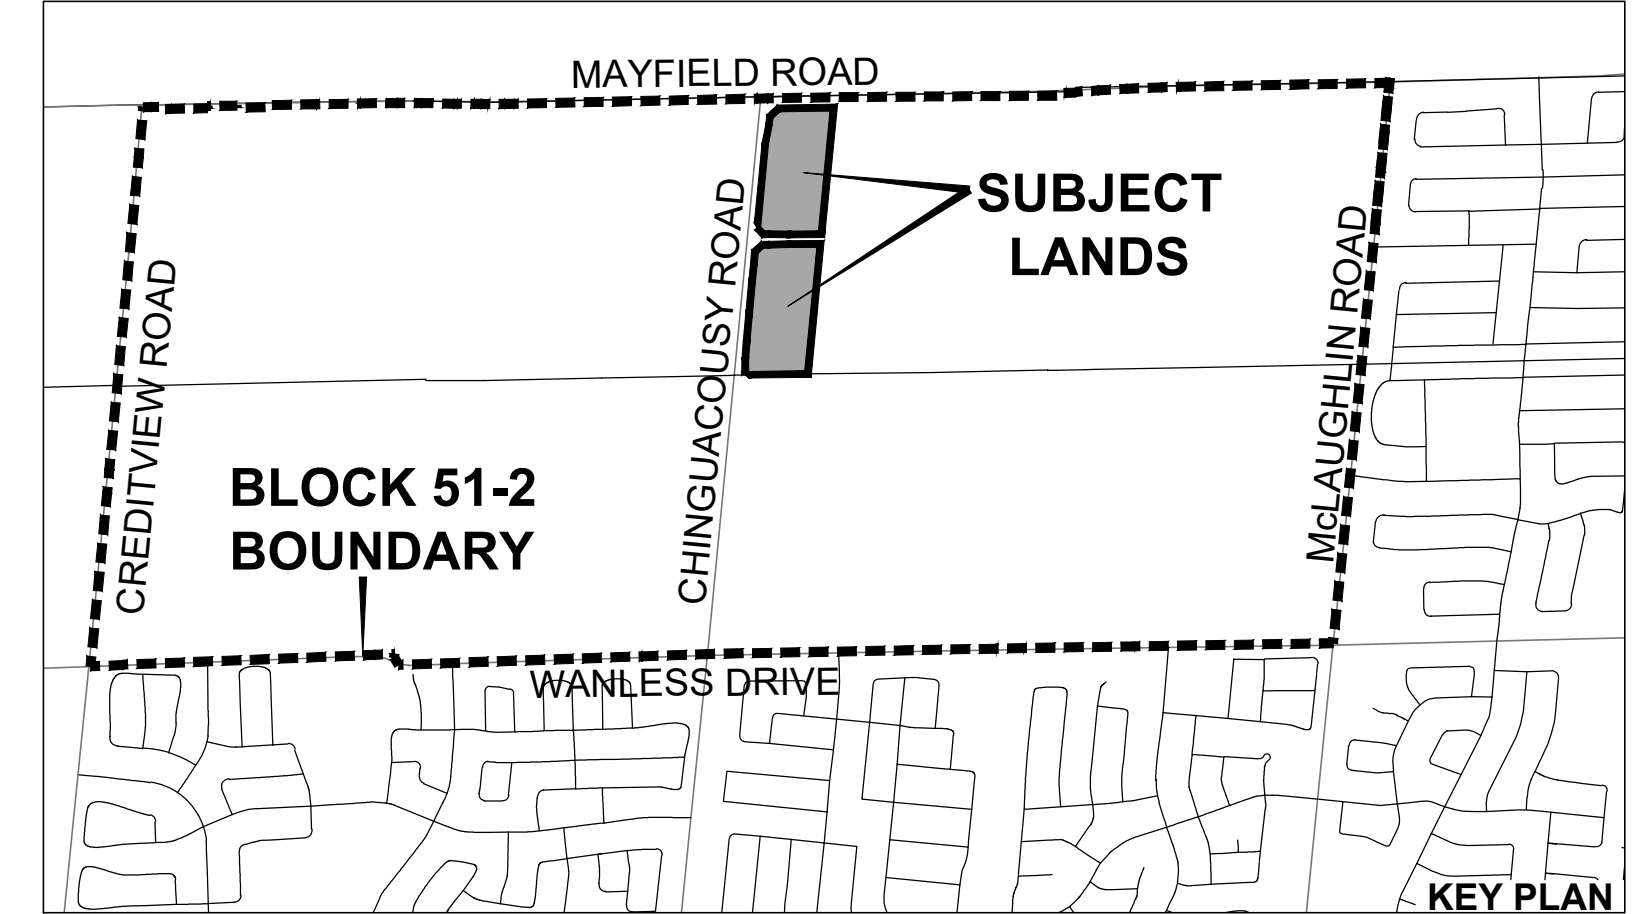 MAYFIELD ROAD
SUBJECT
LANDS
CHINGUACOUSY ROAD
McLAUGHLIN ROAD
CREDITVIEW ROAD
BLOCK 51-2
BOUNDARY
WANLESS DRIVE
KEY PLAN